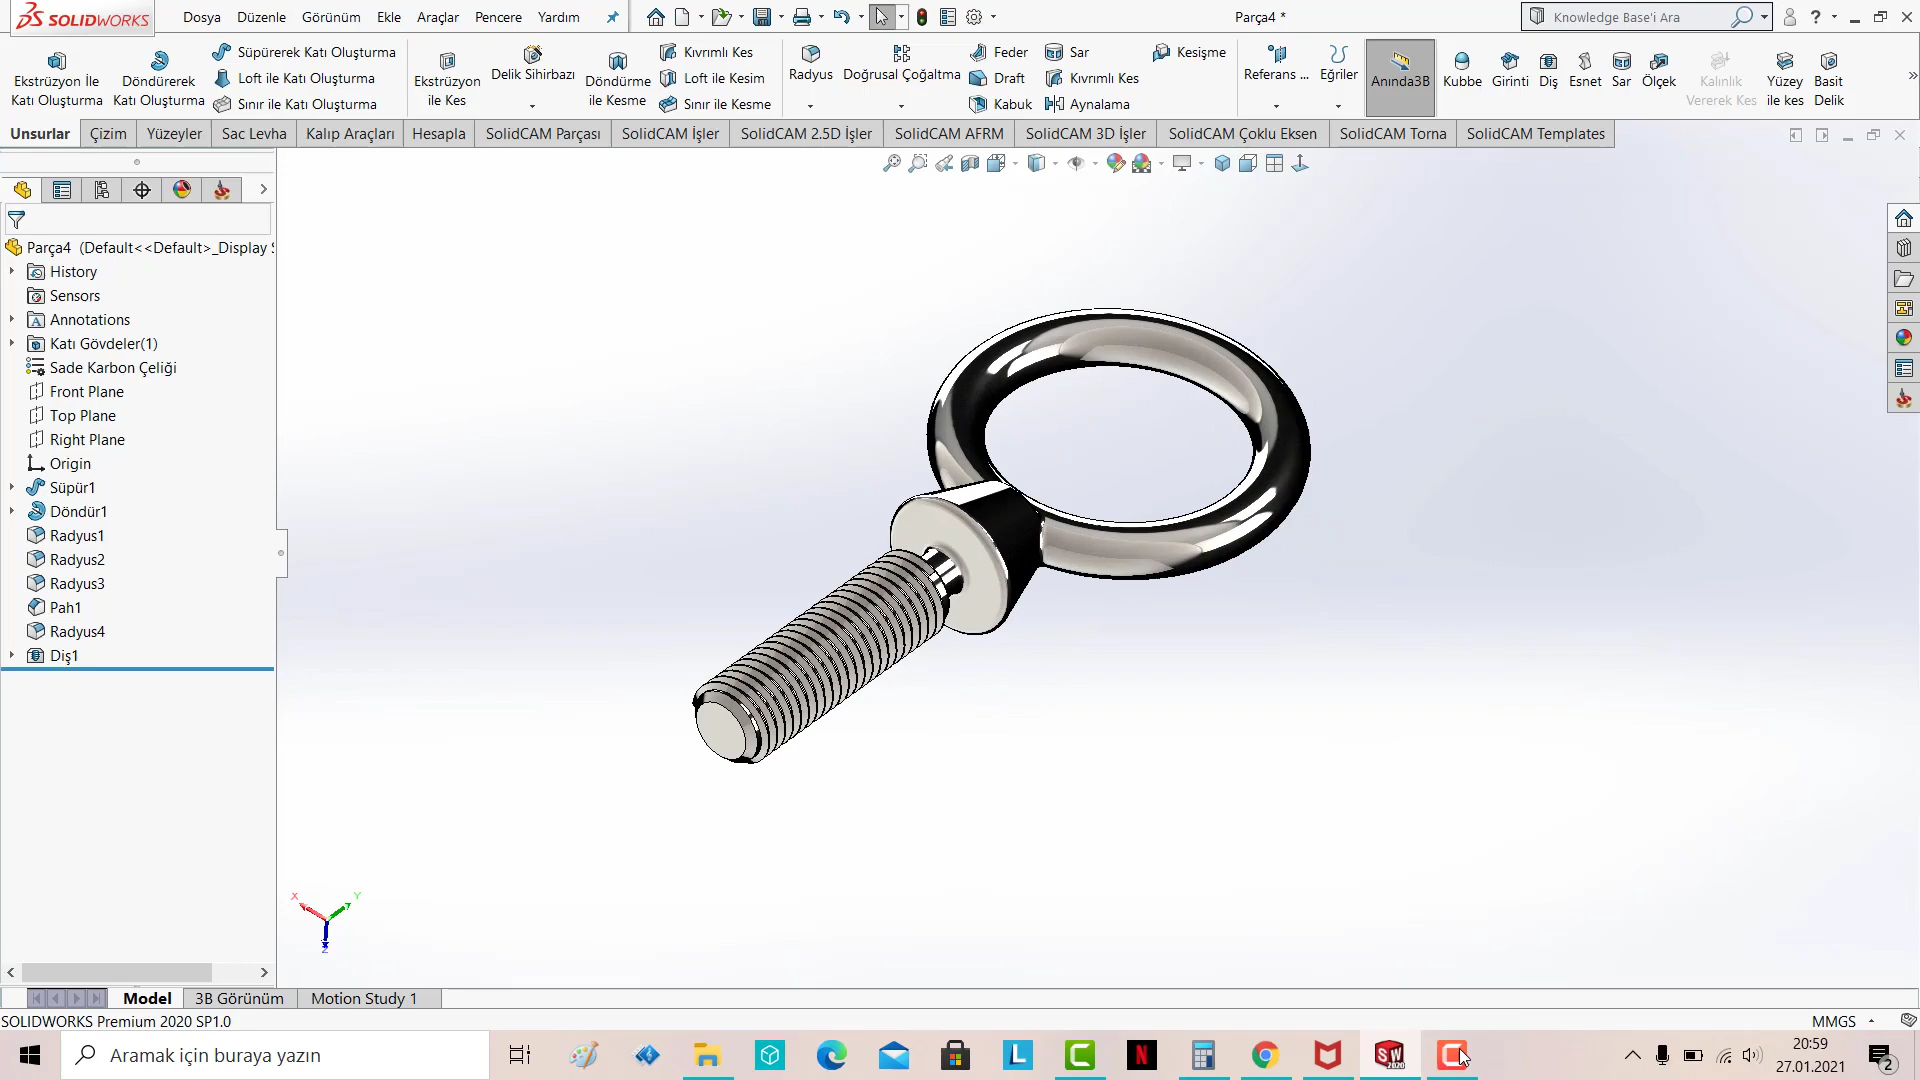 SOLIDWORKS
Dosya Düzenle Görünüm Ekle Araçlar Pencere Yardım
Parça4 *
Knowledge Base'i Ara
Ekstrüzyon İle Katı Oluşturma
Döndürerek Katı Oluşturma
Süpürerek Katı Oluşturma
Loft ile Katı Oluşturma
Sınır ile Katı Oluşturma
Ekstrüzyon ile Kes
Delik Sihirbazı
Döndürme ile Kesme
Kıvrımlı Kes
Loft ile Kesim
Sınır ile Kesme
Radyus
Doğrusal Çoğaltma
Feder
Draft
Kabuk
Sar
Kıvrımlı Kes
Aynalama
Kesişme
Referans ...
Eğriler
Anında3B
Kubbe
Girinti
Diş
Esnet
Sar
Ölçek
Kalınlık Vererek Kes
Yüzey ile kes
Basit Delik
Unsurlar Çizim Yüzeyler Sac Levha Kalıp Araçları Hesapla SolidCAM Parçası SolidCAM İşler SolidCAM 2.5D İşler SolidCAM AFRM SolidCAM 3D İşler SolidCAM Çoklu Eksen SolidCAM Torna SolidCAM Templates
Parça4 (Default<<Default>_Display
History
Sensors
Annotations
Katı Gövdeler(1)
Sade Karbon Çeliği
Front Plane
Top Plane
Right Plane
Origin
Süpür1
Döndür1
Radyus1
Radyus2
Radyus3
Pah1
Radyus4
Diş1
X Y
Z
Model 3B Görünüm Motion Study 1
SOLIDWORKS Premium 2020 SP1.0
MMGS
Aramak için buraya yazın
20:59
27.01.2021
2